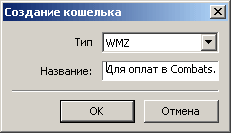 Создание кошелька
Тип WMZ
Название: Для оплат в Combats.
OK Отмена